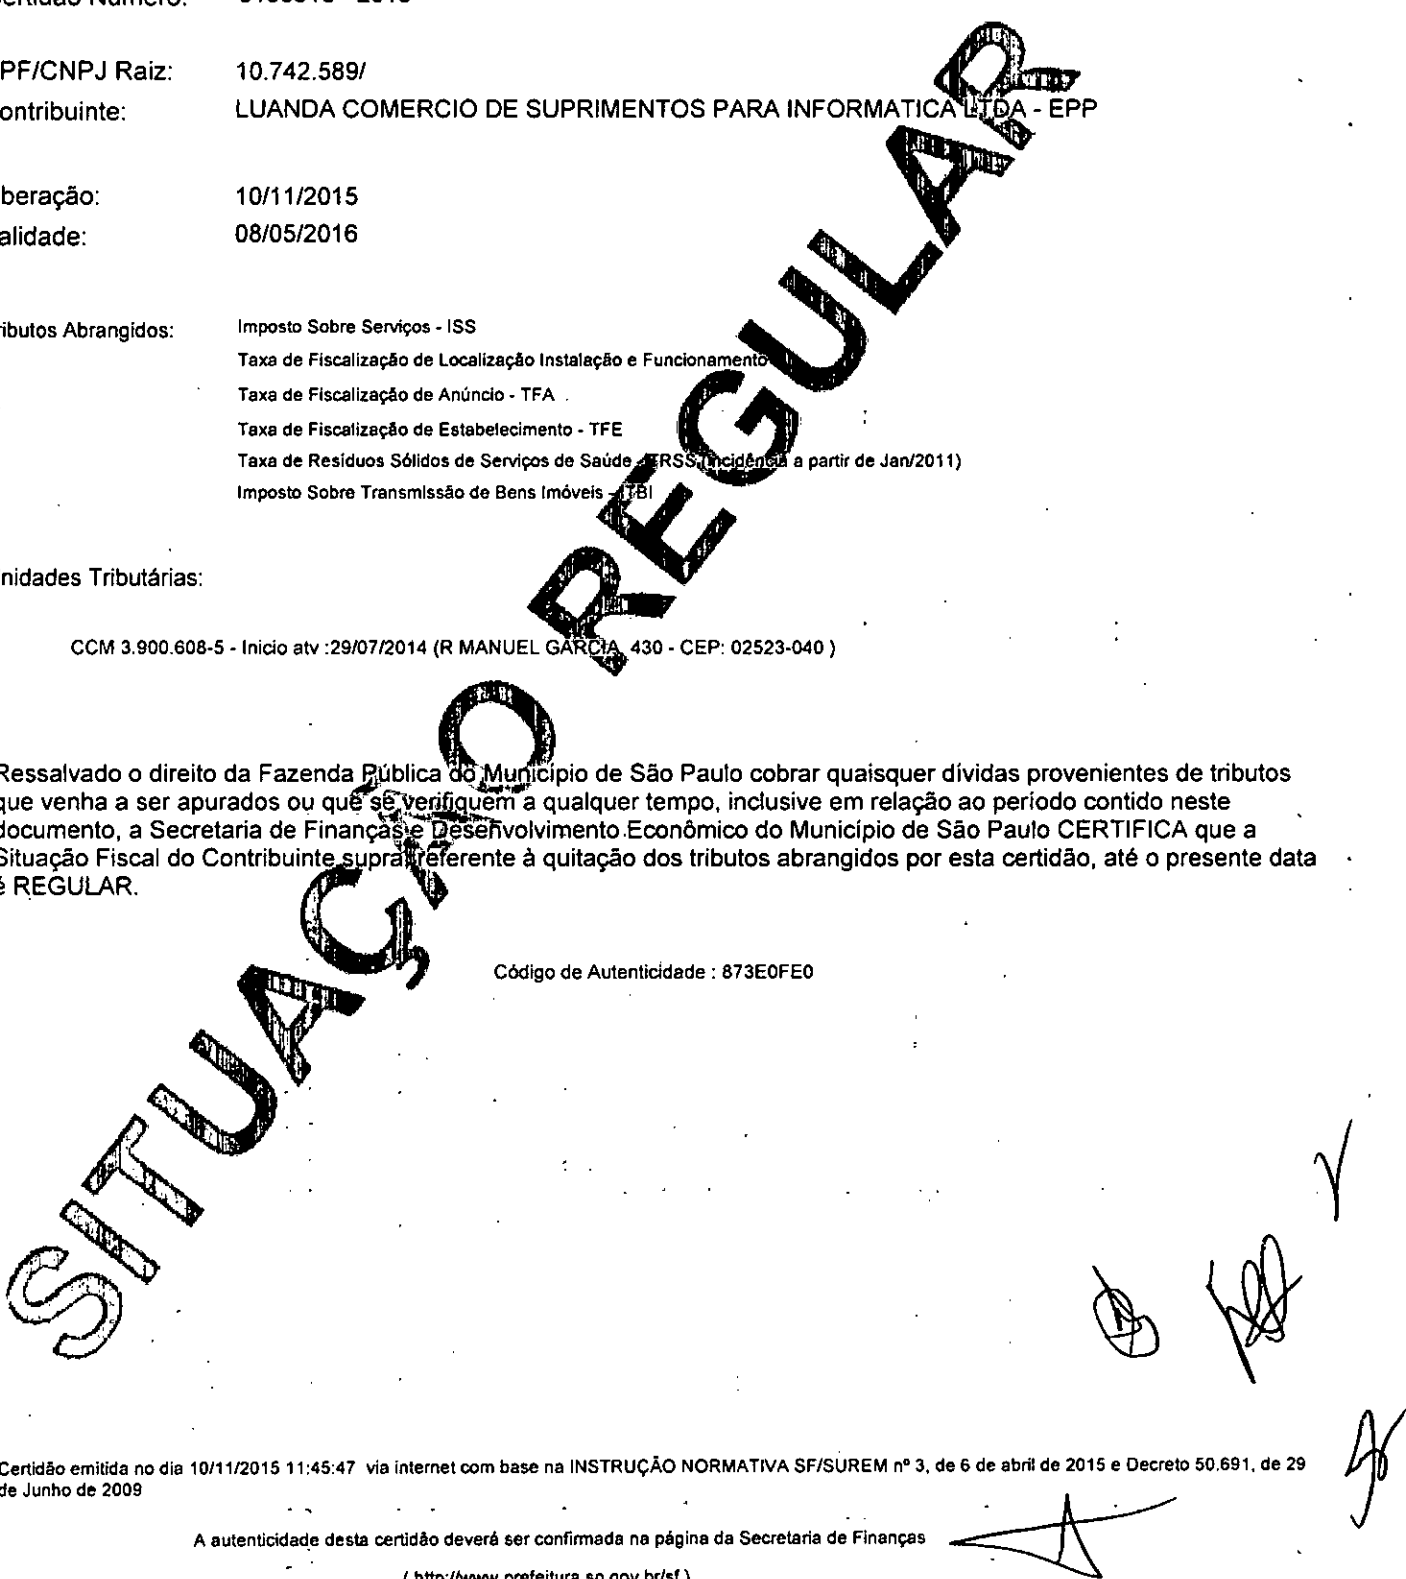 PF/CNPJ Raiz: 10.742.589/
ontribuinte: LUANDA COMERCIO DE SUPRIMENTOS PARA INFORMATICA LTDA - EPP
beração: 10/11/2015
alidade: 08/05/2016
ributos Abrangidos: Imposto Sobre Serviços - ISS
Taxa de Fiscalização de Localização Instalação e Funcionamento
Taxa de Fiscalização de Anúncio - TFA
Taxa de Fiscalização de Estabelecimento - TFE
Taxa de Resíduos Sólidos de Serviços de Saúde - TRSS (incidência a partir de Jan/2011)
Imposto Sobre Transmissão de Bens Imóveis - ITBI
nidades Tributárias:
CCM 3.900.608-5 - Inicio atv :29/07/2014 (R MANUEL GARCIA, 430 - CEP: 02523-040 )
Ressalvado o direito da Fazenda Pública do Município de São Paulo cobrar quaisquer dívidas provenientes de tributos
que venha a ser apurados ou que se verifiquem a qualquer tempo, inclusive em relação ao período contido neste
documento, a Secretaria de Finanças e Desenvolvimento Econômico do Município de São Paulo CERTIFICA que a
Situação Fiscal do Contribuinte supra, referente à quitação dos tributos abrangidos por esta certidão, até o presente data
é REGULAR.
Código de Autenticidade : 873E0FE0
SITUAÇÃO REGULAR
Certidão emitida no dia 10/11/2015 11:45:47 via internet com base na INSTRUÇÃO NORMATIVA SF/SUREM nº 3, de 6 de abril de 2015 e Decreto 50.691, de 29
de Junho de 2009
A autenticidade desta certidão deverá ser confirmada na página da Secretaria de Finanças
( http://www.prefeitura.sp.gov.br/sf )